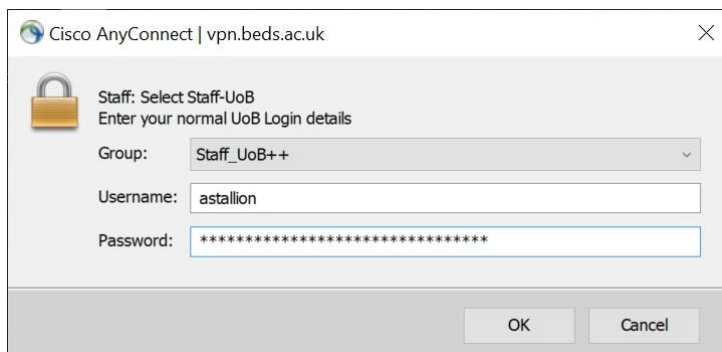 Cisco AnyConnect | vpn.beds.ac.uk
Staff: Select Staff-UoB
Enter your normal UoB Login details
Group: Staff_UoB++
Username: astallion
Password: ********************************
OK Cancel